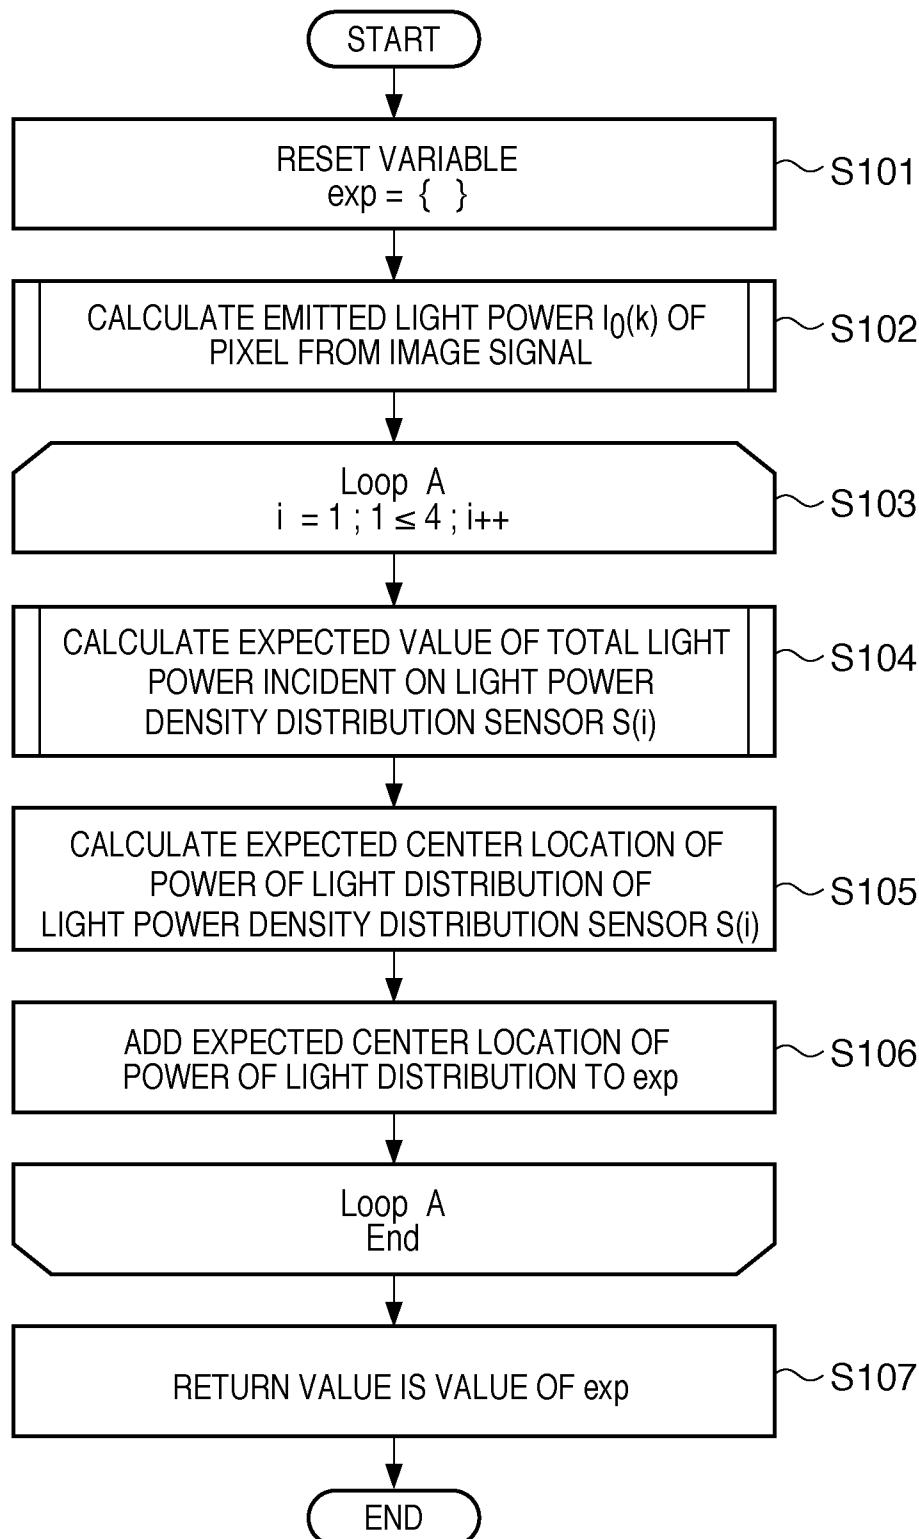 START
RESET VARIABLE
exp = { }
S101
CALCULATE EMITTED LIGHT POWER I0(k) OF
PIXEL FROM IMAGE SIGNAL
S102
Loop A
i = 1 ; 1 ≤ 4 ; i++
S103
CALCULATE EXPECTED VALUE OF TOTAL LIGHT
POWER INCIDENT ON LIGHT POWER
DENSITY DISTRIBUTION SENSOR S(i)
S104
CALCULATE EXPECTED CENTER LOCATION OF
POWER OF LIGHT DISTRIBUTION OF
LIGHT POWER DENSITY DISTRIBUTION SENSOR S(i)
S105
ADD EXPECTED CENTER LOCATION OF
POWER OF LIGHT DISTRIBUTION TO exp
S106
Loop A
End
RETURN VALUE IS VALUE OF exp
S107
END